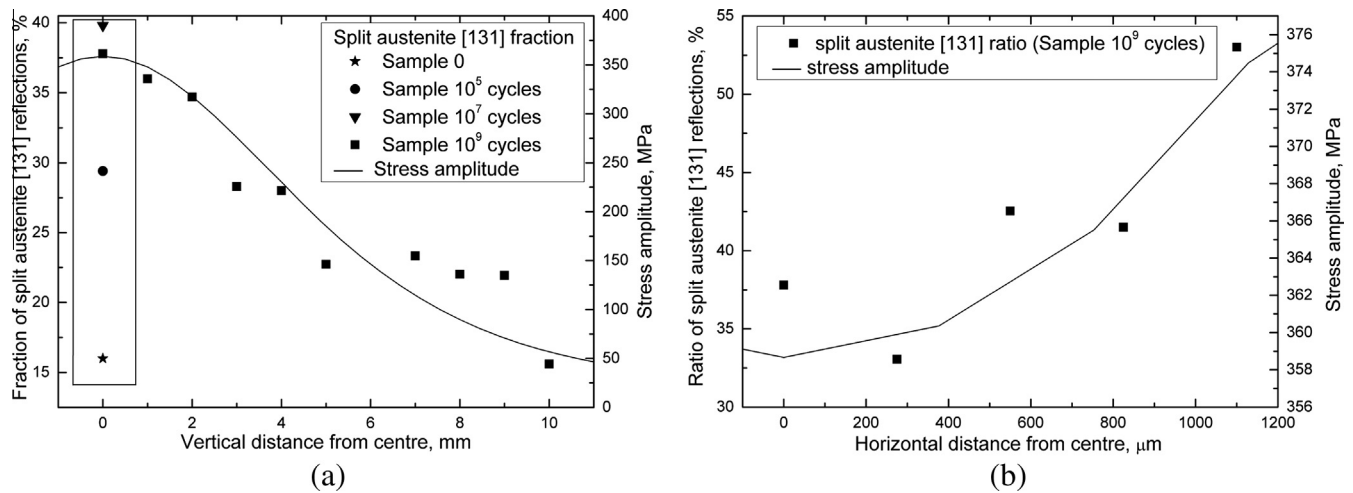 Fraction of split austenite [131] reflections, %
40
35
30
25
20
15
Split austenite [131] fraction
Sample 0
Sample 10⁵ cycles
Sample 10⁷ cycles
Sample 10⁹ cycles
Stress amplitude
400
350
300
250
200
150
100
50
0
Stress amplitude, MPa
0 2 4 6 8 10
Vertical distance from centre, mm
(a)
Ratio of split austenite [131] reflections, %
55
50
45
40
35
30
split austenite [131] ratio (Sample 10⁹ cycles)
stress amplitude
376
374
372
370
368
366
364
362
360
358
356
Stress amplitude, MPa
0 200 400 600 800 1000 1200
Horizontal distance from centre, μm
(b)